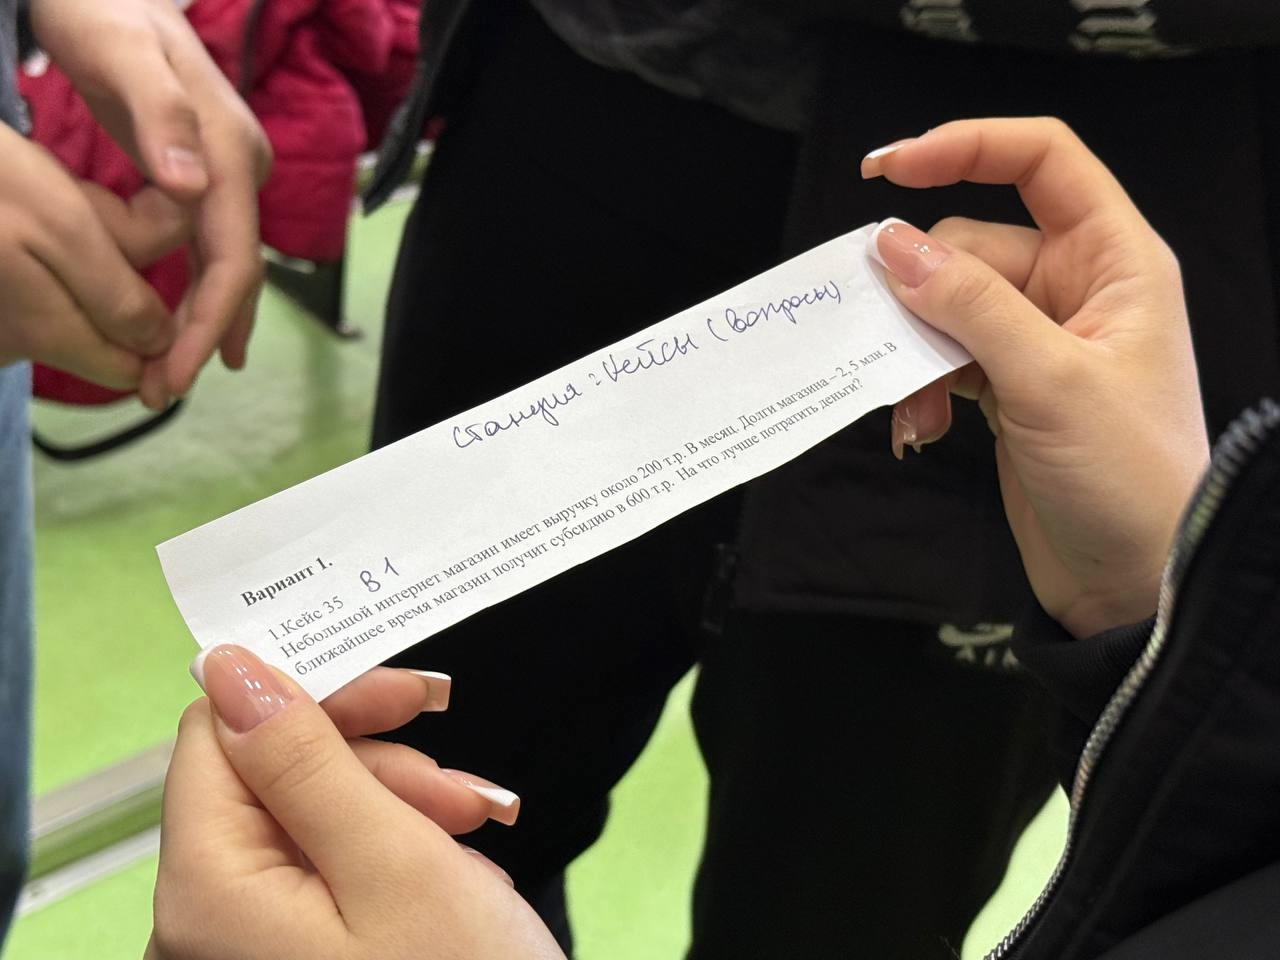 Станция: Кейсы (вопросы)
Вариант 1.
1.Кейс 35 В1
Небольшой интернет магазин имеет выручку около 200 т.р. В месяц. Долги магазина – 2, 5 млн. В
ближайшее время магазин получит субсидию в 600 т.р. На что лучше потратить деньги?